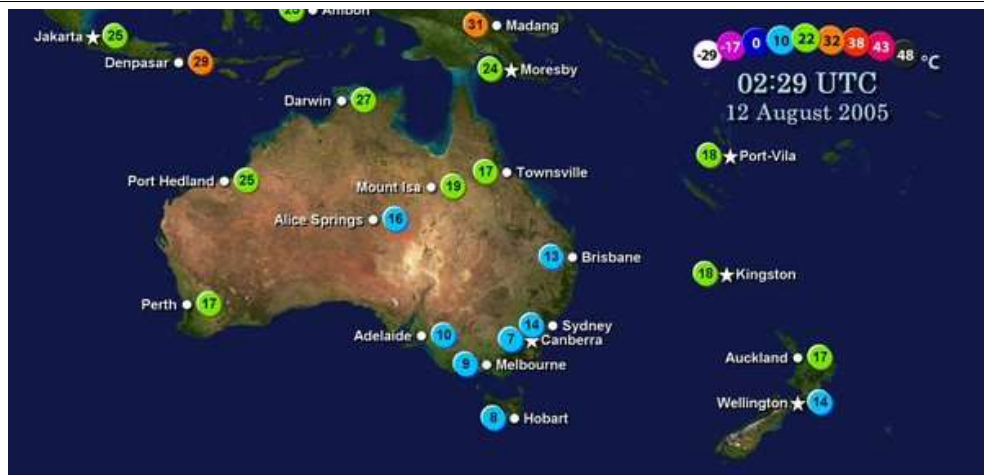 25 Ambon
Jakarta 25
31 Madang
Denpasar 29
24 Moresby
-29 -17 0 10 22 32 38 43 48 °C
02:29 UTC
12 August 2005
Darwin 27
18 Port-Vila
Port Hedland 25
17 Townsville
Mount Isa 19
Alice Springs 16
13 Brisbane
18 Kingston
Perth 17
14 Sydney
Adelaide 10
7 Canberra
9 Melbourne
Auckland 17
Wellington 14
8 Hobart